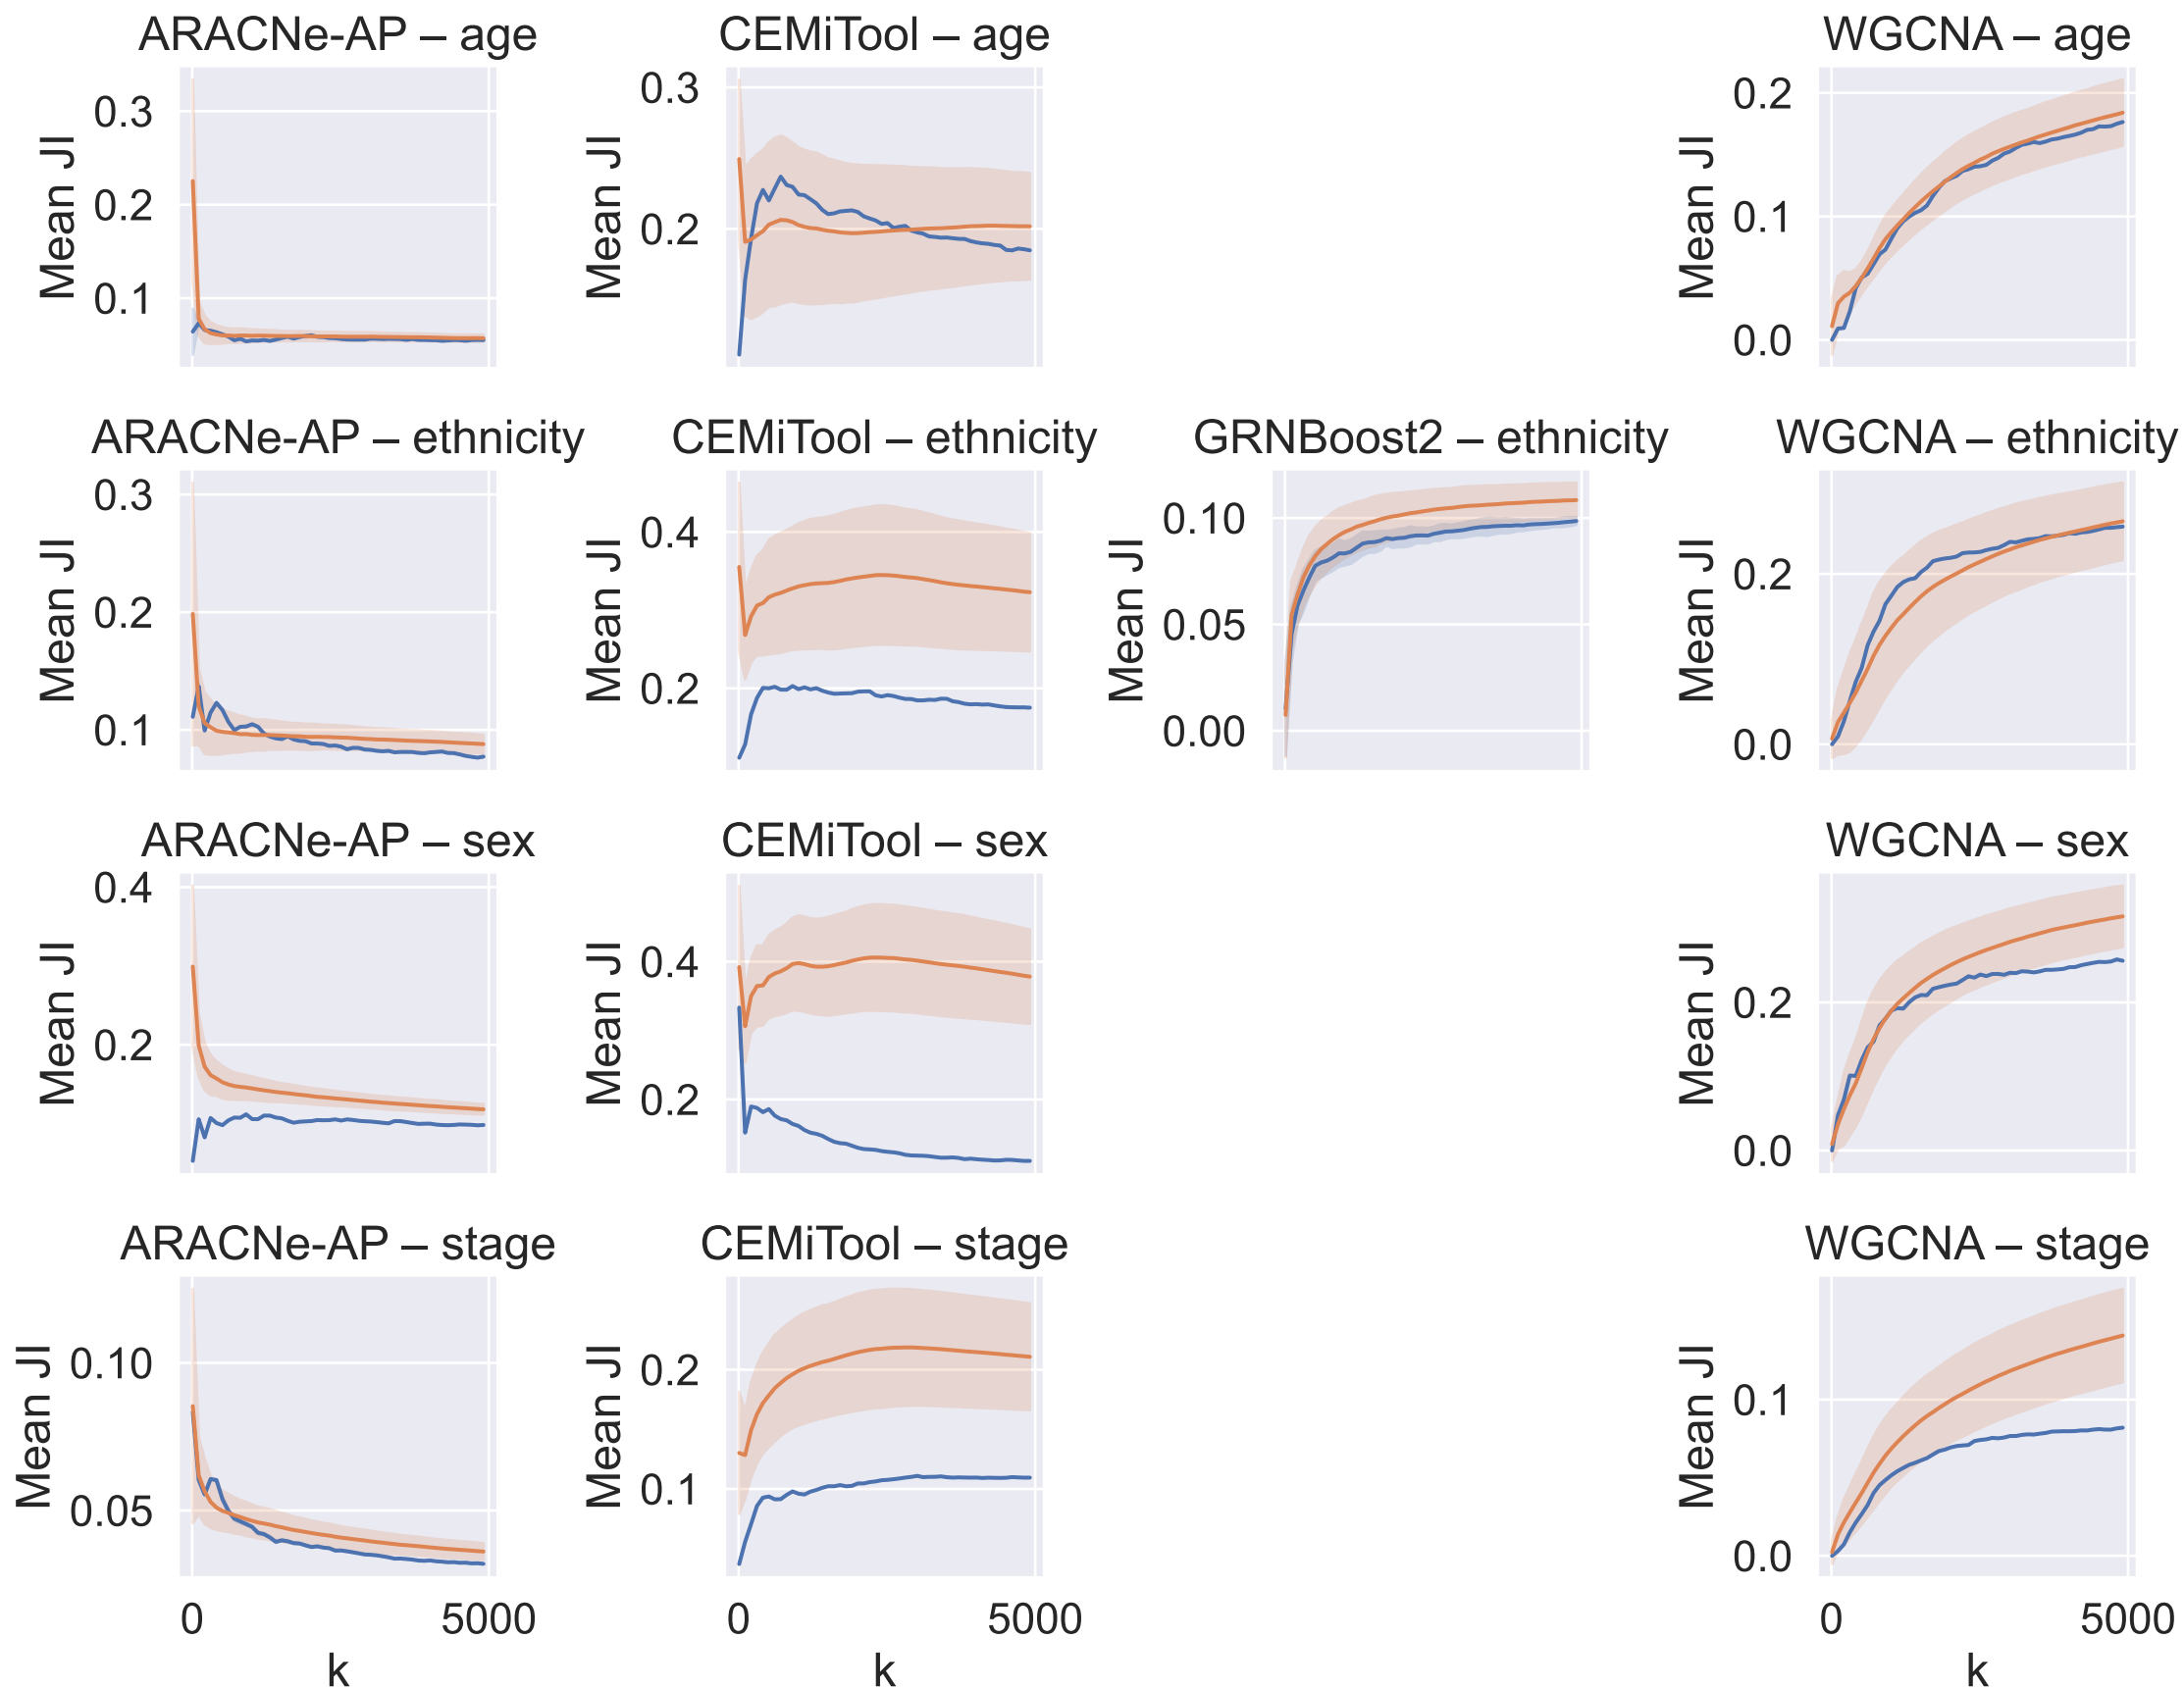 ARACNe-AP – age
CEMiTool – age
WGCNA – age
Mean JI
0.3
0.2
0.1
Mean JI
0.3
0.2
Mean JI
0.2
0.1
0.0
ARACNe-AP – ethnicity
CEMiTool – ethnicity
GRNBoost2 – ethnicity
WGCNA – ethnicity
Mean JI
0.3
0.2
0.1
Mean JI
0.4
0.2
Mean JI
0.10
0.05
0.00
Mean JI
0.2
0.0
ARACNe-AP – sex
CEMiTool – sex
WGCNA – sex
Mean JI
0.4
0.2
Mean JI
0.4
0.2
Mean JI
0.2
0.0
ARACNe-AP – stage
CEMiTool – stage
WGCNA – stage
Mean JI
0.10
0.05
0 5000
k
Mean JI
0.2
0.1
0 5000
k
Mean JI
0.1
0.0
0 5000
k